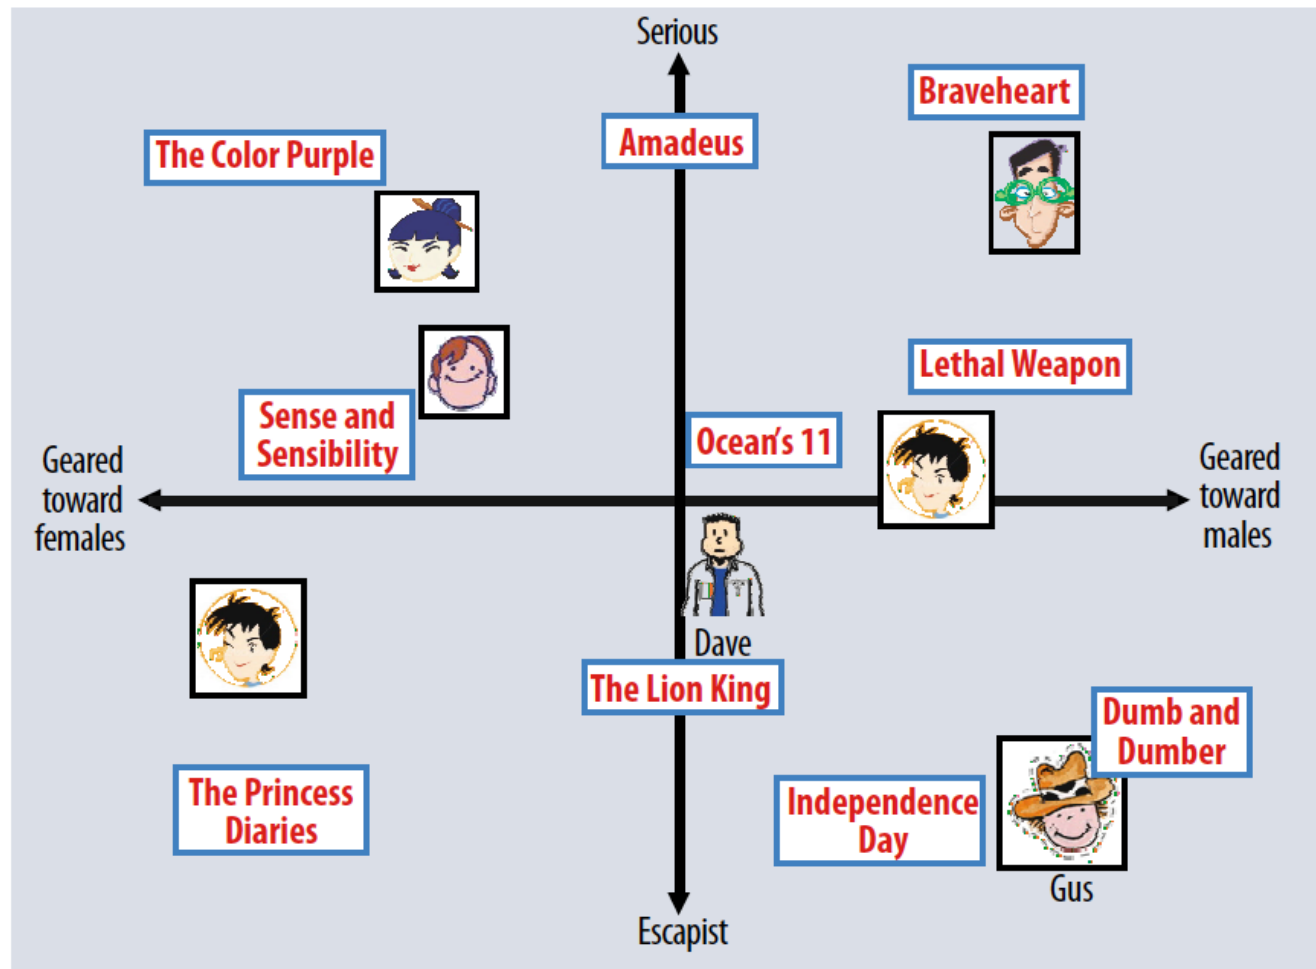 Serious
Braveheart
Amadeus
The Color Purple
Lethal Weapon
Sense and
Sensibility
Ocean's 11
Geared
toward
females
Geared
toward
males
Dave
The Lion King
Dumb and
Dumber
The Princess
Diaries
Independence
Day
Gus
Escapist